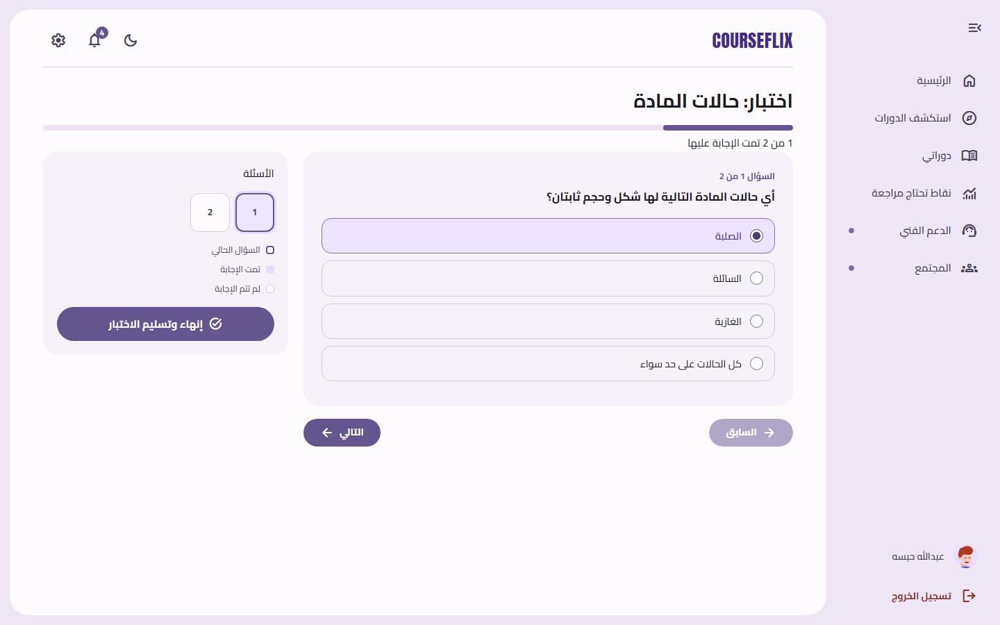 COURSEFLIX
4
الرئيسية
استكشف الدورات
دوراتي
نقاط تحتاج مراجعة
الدعم الفني
المجتمع
عبدالله حبسه
تسجيل الخروج
اختبار: حالات المادة
1 من 2 تمت الإجابة عليها
السؤال 1 من 2
أي حالات المادة التالية لها شكل وحجم ثابتان؟
الصلبة
السائلة
الغازية
كل الحالات على حد سواء
السابق
التالي
الأسئلة
1
2
السؤال الحالي
تمت الإجابة
لم تتم الإجابة
إنهاء وتسليم الاختبار